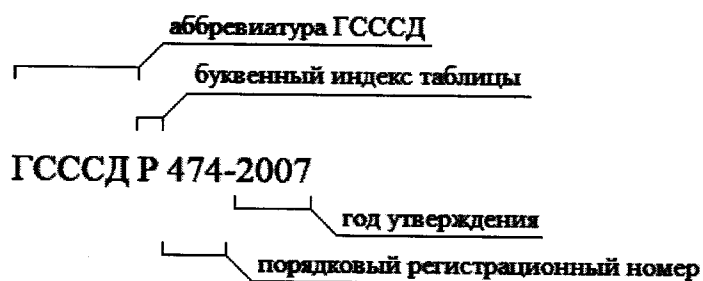 аббревиатура ГСССД
буквенный индекс таблицы
ГСССД Р 474-2007
год утверждения
порядковый регистрационный номер